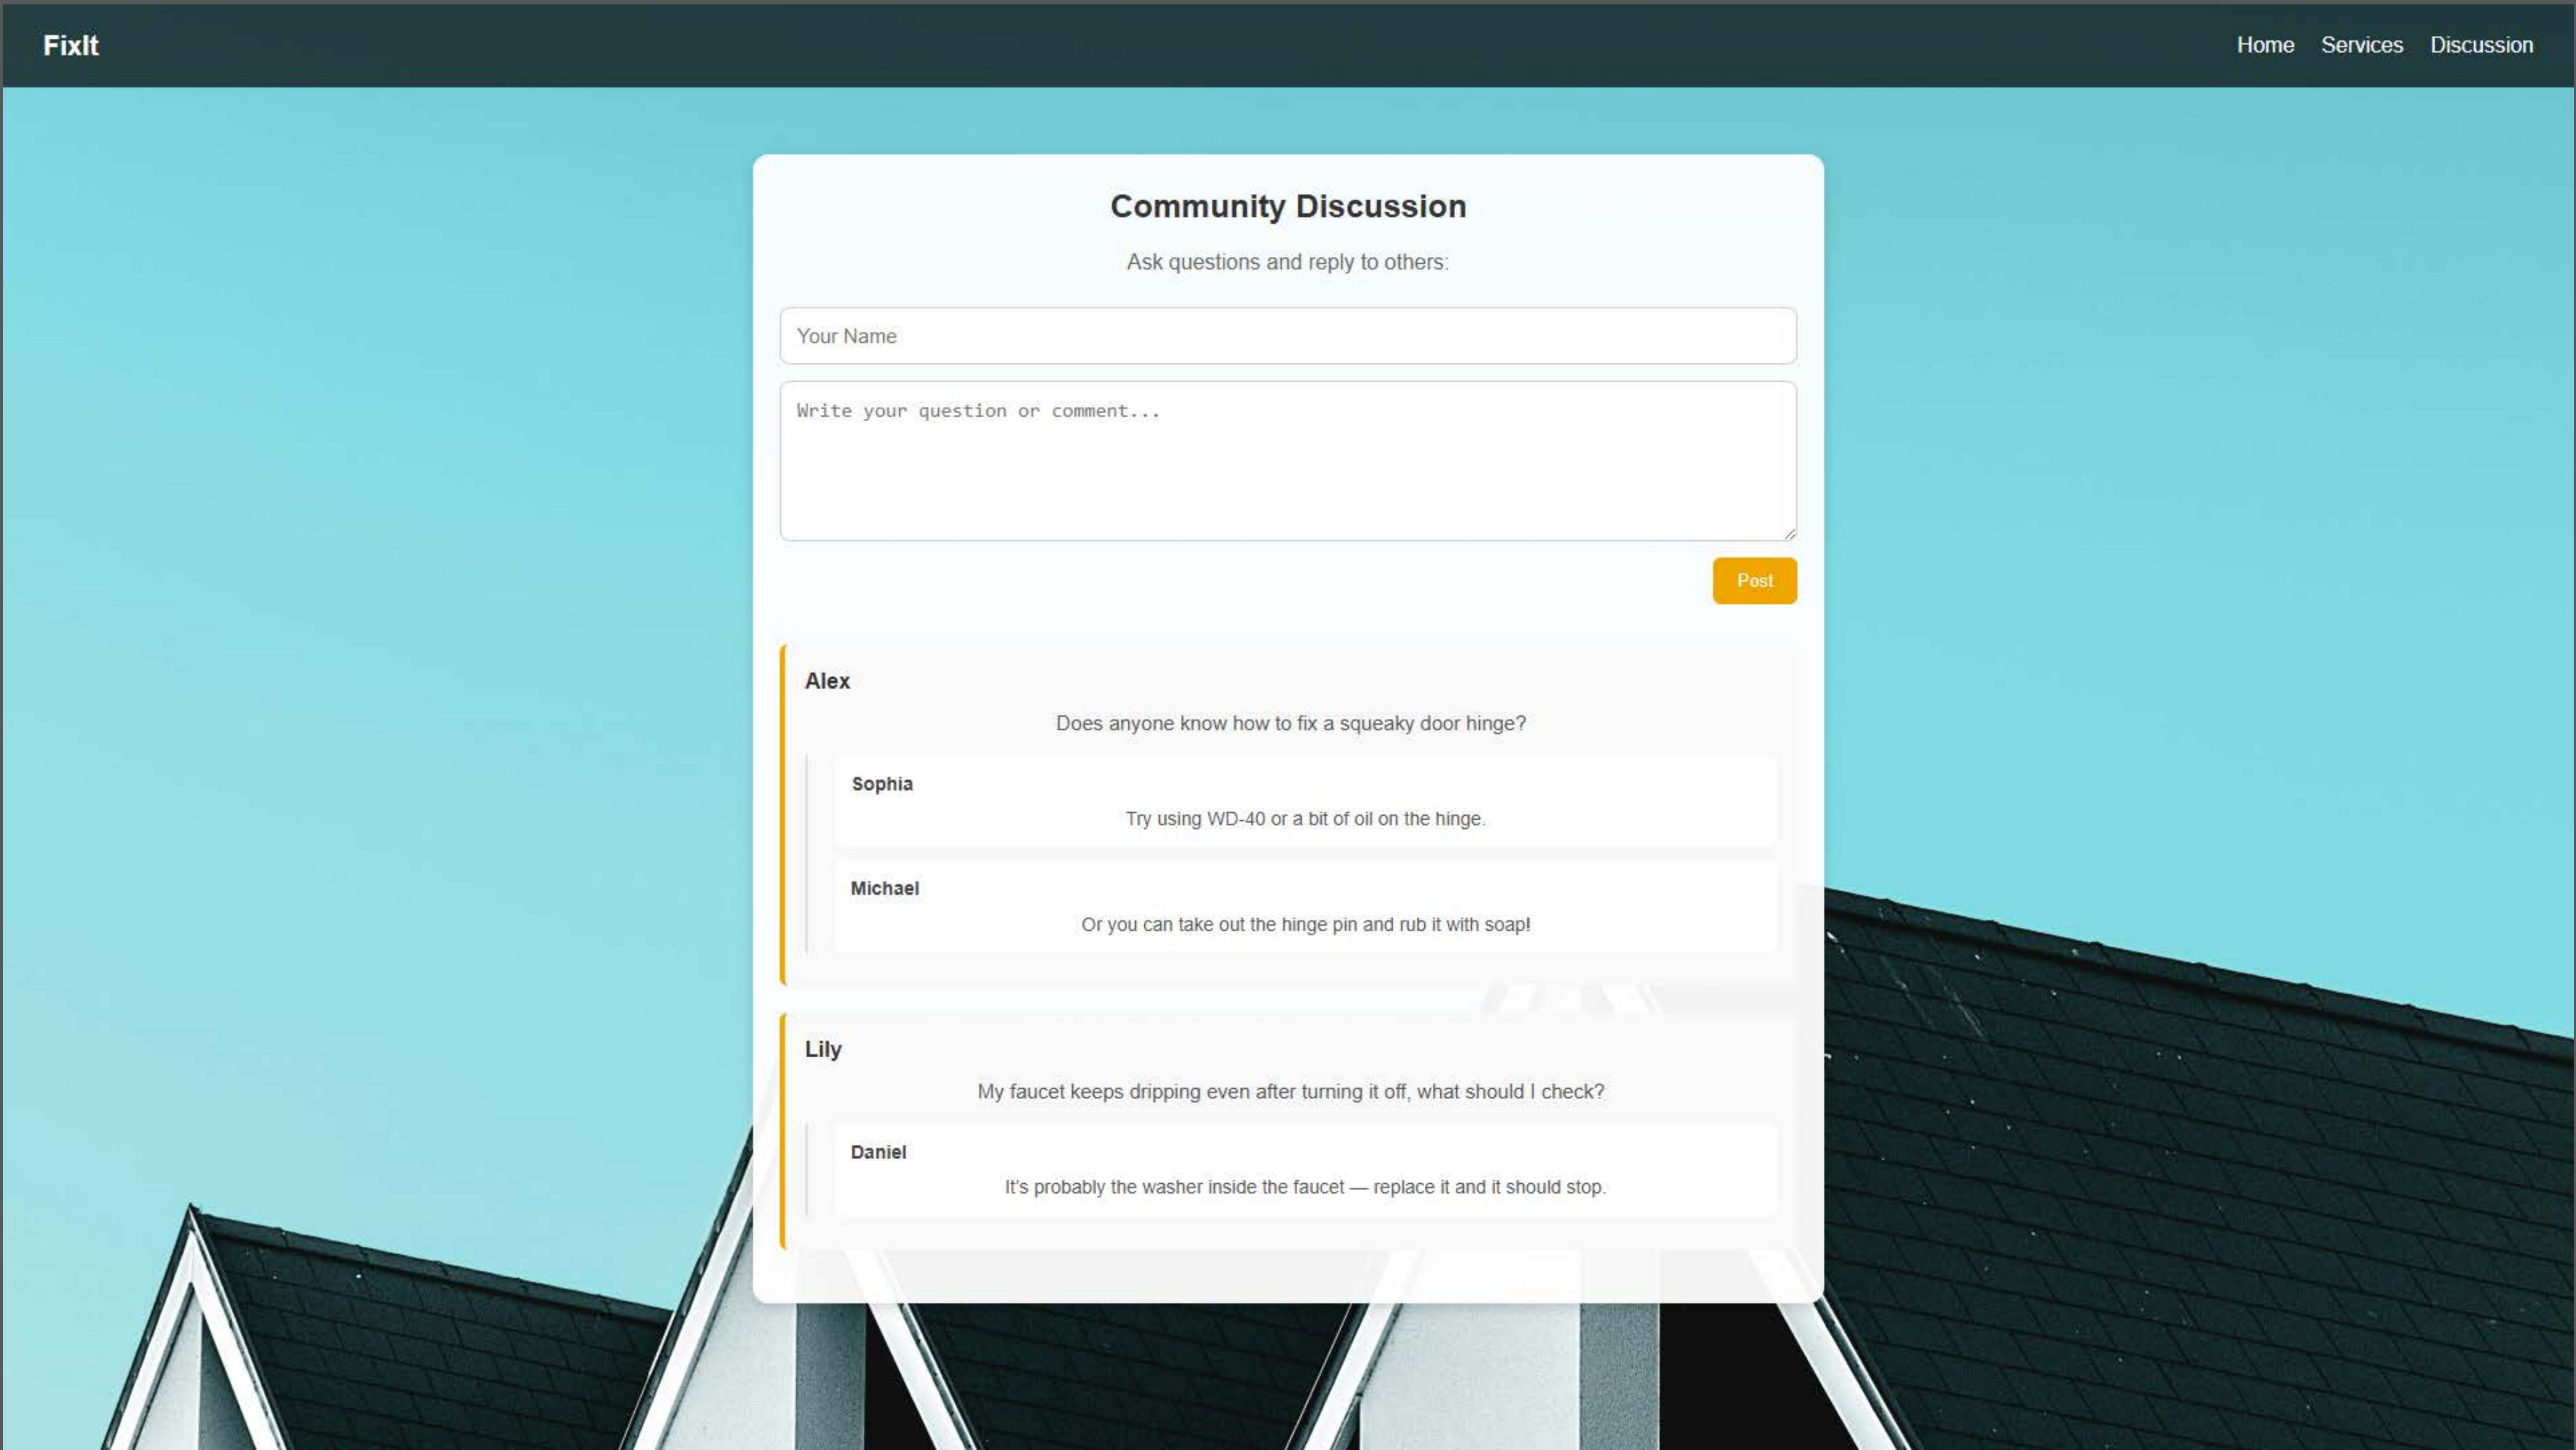 FixIt
Home Services Discussion
Community Discussion
Ask questions and reply to others:
Your Name
Write your question or comment...
Post
Alex
Does anyone know how to fix a squeaky door hinge?
Sophia
Try using WD-40 or a bit of oil on the hinge.
Michael
Or you can take out the hinge pin and rub it with soap!
Lily
My faucet keeps dripping even after turning it off, what should I check?
Daniel
It's probably the washer inside the faucet — replace it and it should stop.